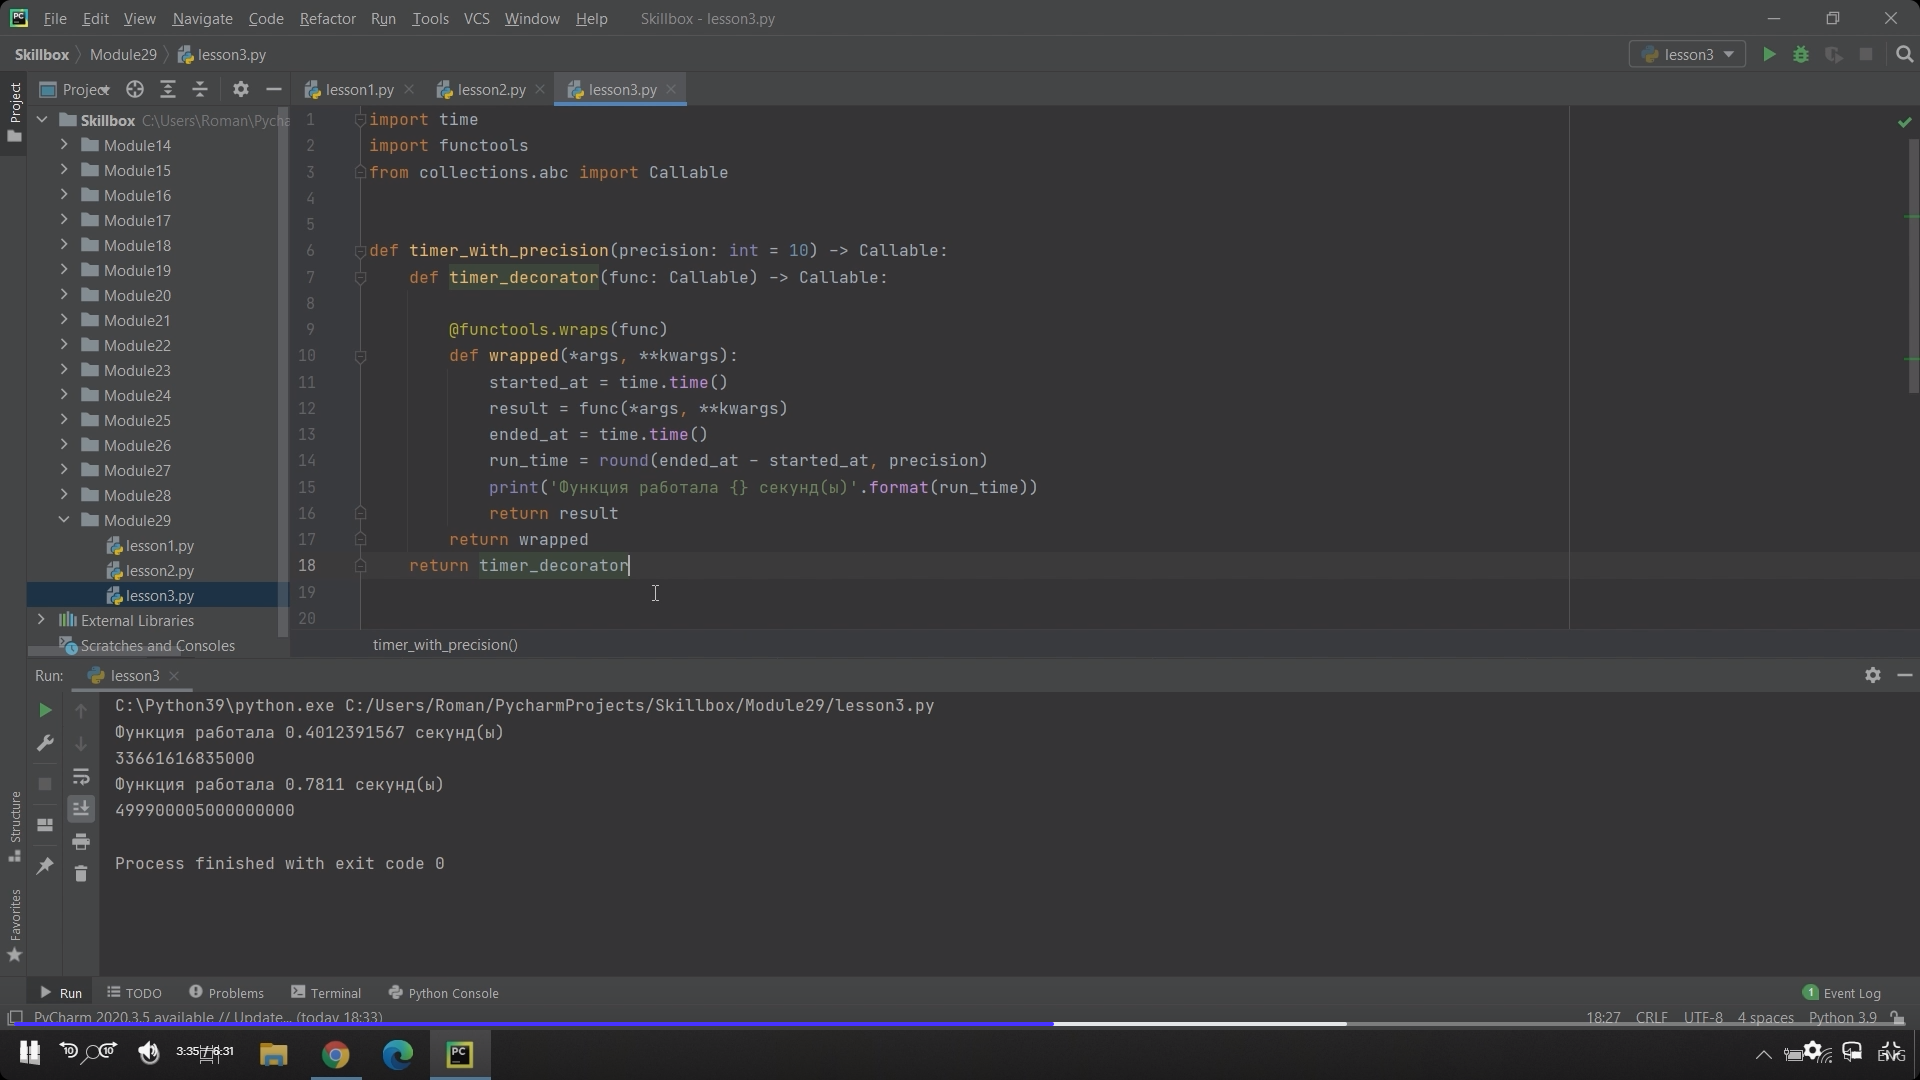 File Edit View Navigate Code Refactor Run Tools VCS Window Help Skillbox - lesson3.py
Skillbox Module29 lesson3.py lesson3
Project lesson1.py lesson2.py lesson3.py
Project
Skillbox C:\Users\Roman\Pycha
Module14
Module15
Module16
Module17
Module18
Module19
Module20
Module21
Module22
Module23
Module24
Module25
Module26
Module27
Module28
Module29
lesson1.py
lesson2.py
lesson3.py
External Libraries
Scratches and Consoles
1 import time
2 import functools
3 from collections.abc import Callable
4
5
6 def timer_with_precision(precision: int = 10) -> Callable:
7 def timer_decorator(func: Callable) -> Callable:
8
9 @functools.wraps(func)
10 def wrapped(*args, **kwargs):
11 started_at = time.time()
12 result = func(*args, **kwargs)
13 ended_at = time.time()
14 run_time = round(ended_at - started_at, precision)
15 print('Функция работала {} секунд(ы)'.format(run_time))
16 return result
17 return wrapped
18 return timer_decorator
19
20
timer_with_precision()
Run: lesson3
C:\Python39\python.exe C:/Users/Roman/PycharmProjects/Skillbox/Module29/lesson3.py
Функция работала 0.4012391567 секунд(ы)
33661616835000
Функция работала 0.7811 секунд(ы)
499900005000000000

Process finished with exit code 0
Structure
Favorites
Run TODO Problems Terminal Python Console 1 Event Log
PyCharm 2020.3.5 available // Update... (today 18:33) 18:27 CRLF UTF-8 4 spaces Python 3.9
10 10 3:35 6:31 PC ENG